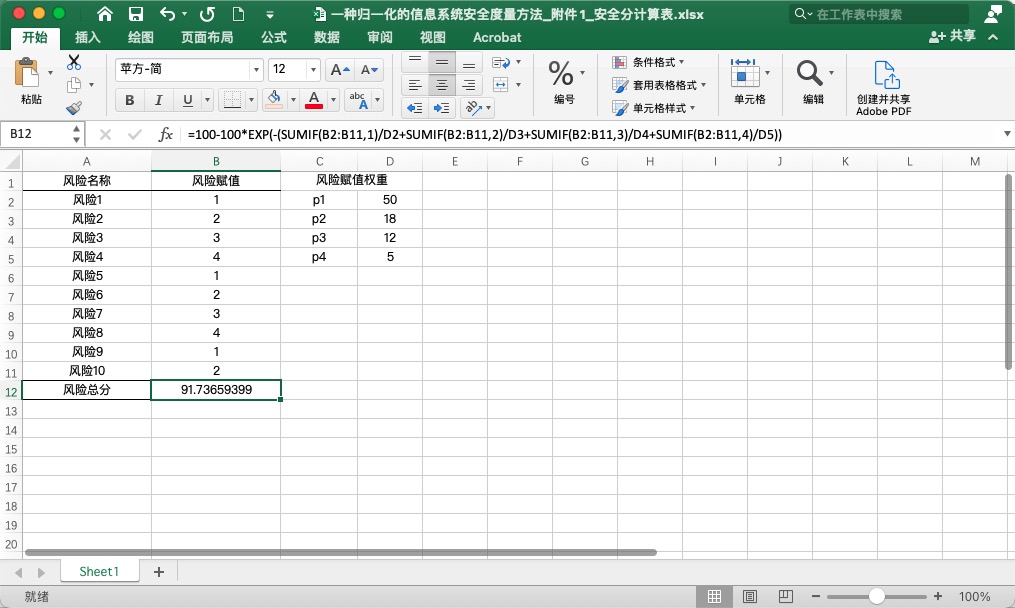 一种归一化的信息系统安全度量方法_附件1_安全分计算表.xlsx
在工作表中搜索
开始 插入 绘图 页面布局 公式 数据 审阅 视图 Acrobat
共享
粘贴
苹方-简 12 A A
B I U A abc A
%
编号
条件格式
套用表格格式
单元格样式
单元格
编辑
创建并共享
Adobe PDF
B12 fx =100-100*EXP(-(SUMIF(B2:B11,1)/D2+SUMIF(B2:B11,2)/D3+SUMIF(B2:B11,3)/D4+SUMIF(B2:B11,4)/D5))
A B C D E F G H I J K L M
1 风险名称 风险赋值 风险赋值权重
2 风险1 1 p1 50
3 风险2 2 p2 18
4 风险3 3 p3 12
5 风险4 4 p4 5
6 风险5 1
7 风险6 2
8 风险7 3
9 风险8 4
10 风险9 1
11 风险10 2
12 风险总分 91.73659399
13
14
15
16
17
18
19
20
Sheet1 +
就绪
100%